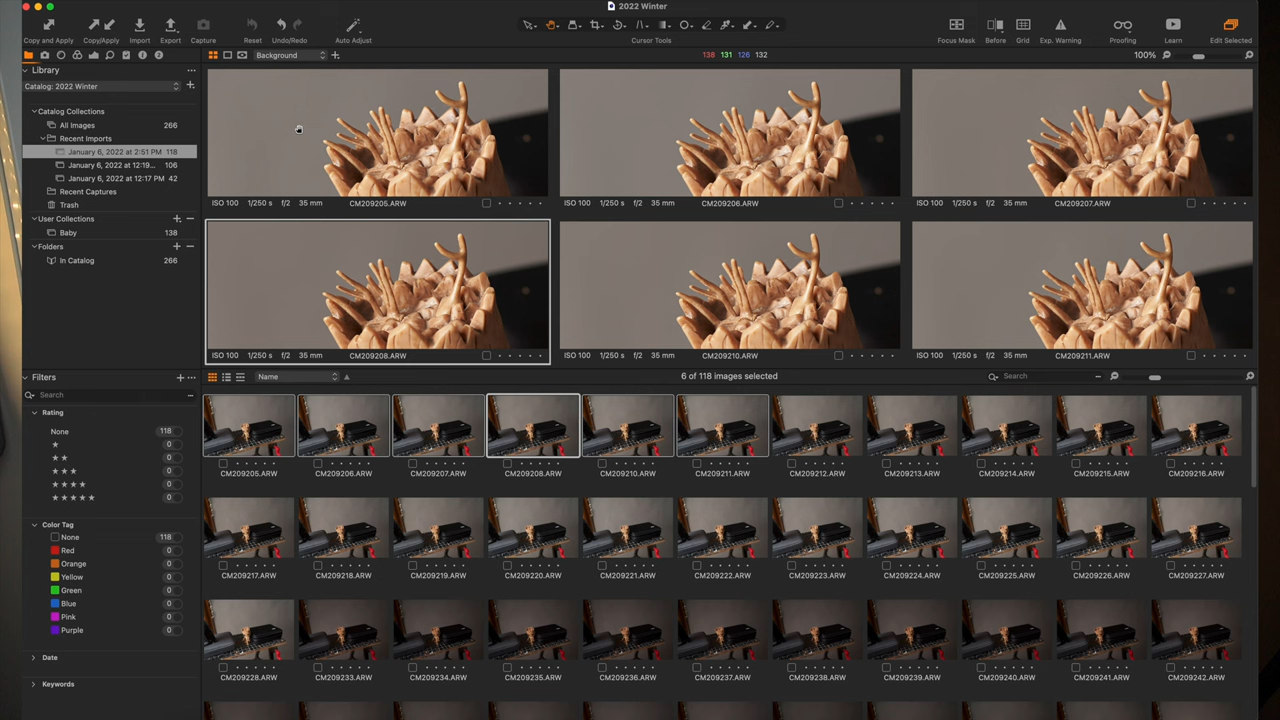 2022 Winter
Copy and Apply Copy/Apply Import Export Capture Reset Undo/Redo Auto Adjust Cursor Tools Focus Mask Before Grid Exp. Warning Proofing Learn Edit Selected
Background 138 131 126 132 100%
Library
Catalog: 2022 Winter
Catalog Collections
All Images 266
Recent Imports
January 6, 2022 at 2:51 PM 118
January 6, 2022 at 12:19... 106
January 6, 2022 at 12:17 PM 42
Recent Captures
Trash
User Collections
Baby 138
Folders
In Catalog 266
ISO 100 1/250 s f/2 35 mm CM209205.ARW
ISO 100 1/250 s f/2 35 mm CM209206.ARW
ISO 100 1/250 s f/2 35 mm CM209207.ARW
ISO 100 1/250 s f/2 35 mm CM209208.ARW
ISO 100 1/250 s f/2 35 mm CM209210.ARW
ISO 100 1/250 s f/2 35 mm CM209211.ARW
Filters
Search
Rating
None 118
★ 0
★ ★ 0
★ ★ ★ 0
★ ★ ★ ★ 0
★ ★ ★ ★ ★ 0
Color Tag
None 118
Red 0
Orange 0
Yellow 0
Green 0
Blue 0
Pink 0
Purple 0
Date
Keywords
Name 6 of 118 images selected Search
CM209205.ARW CM209206.ARW CM209207.ARW CM209208.ARW CM209210.ARW CM209211.ARW CM209212.ARW CM209213.ARW CM209214.ARW CM209215.ARW CM209216.ARW
CM209217.ARW CM209218.ARW CM209219.ARW CM209220.ARW CM209221.ARW CM209222.ARW CM209223.ARW CM209224.ARW CM209225.ARW CM209226.ARW CM209227.ARW
CM209228.ARW CM209233.ARW CM209234.ARW CM209235.ARW CM209236.ARW CM209237.ARW CM209238.ARW CM209239.ARW CM209240.ARW CM209241.ARW CM209242.ARW